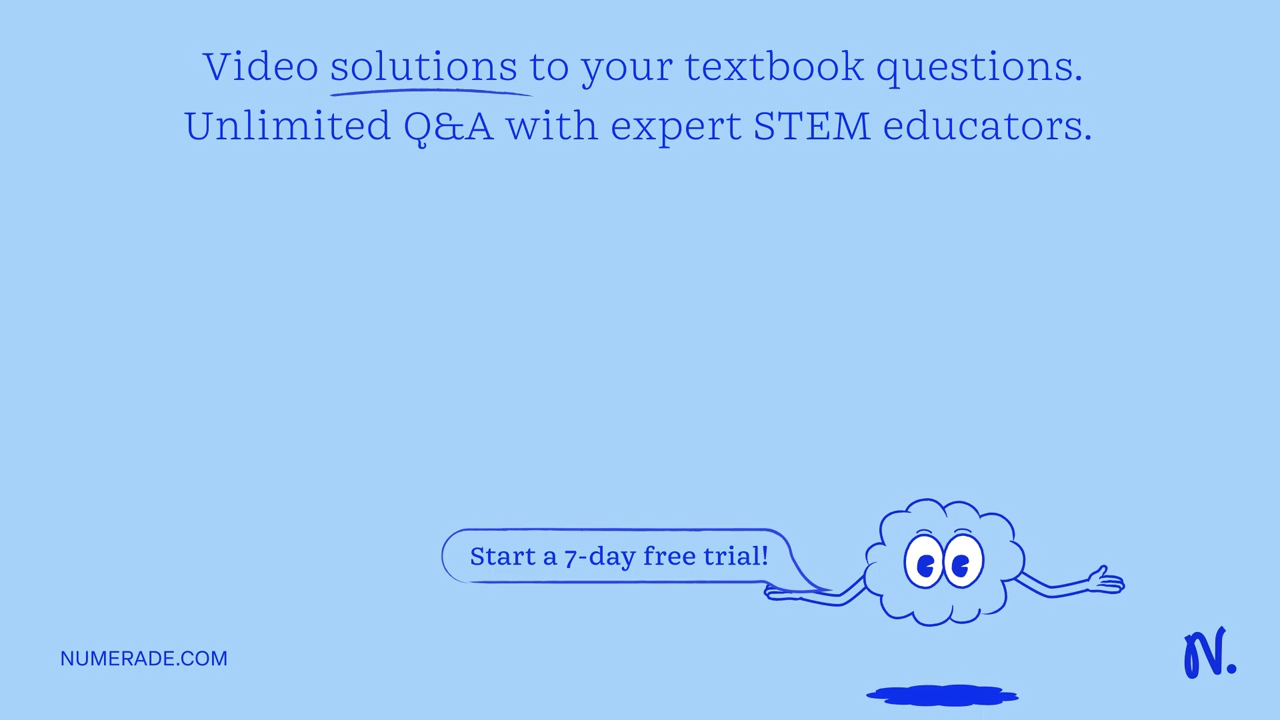 Video solutions to your textbook questions.
Unlimited Q&A with expert STEM educators.
Start a 7-day free trial!
NUMERADE.COM
N.